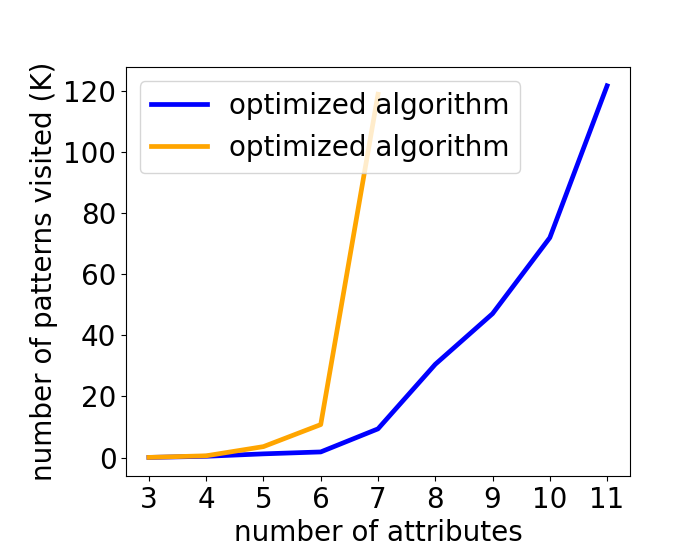 number of patterns visited (K)
120
100
80
60
40
20
0
optimized algorithm
optimized algorithm
3 4 5 6 7 8 9 10 11
number of attributes